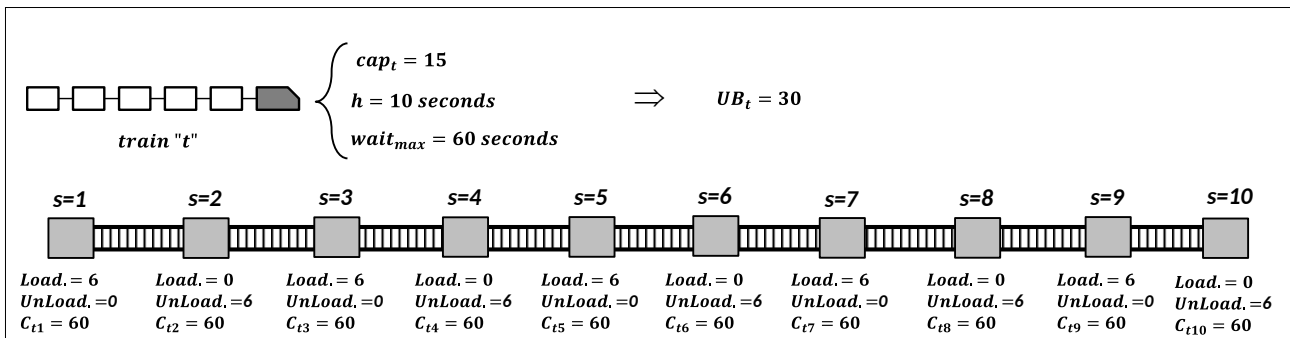 cap_t = 15
h = 10 seconds
wait_max = 60 seconds
⇒ UB_t = 30
train "t"
s=1 s=2 s=3 s=4 s=5 s=6 s=7 s=8 s=9 s=10
Load. = 6 Load. = 0 Load. = 6 Load. = 0 Load. = 6 Load. = 0 Load. = 6 Load. = 0 Load. = 6 Load. = 0
UnLoad. =0 UnLoad. =6 UnLoad. =0 UnLoad. =6 UnLoad. =0 UnLoad. =6 UnLoad. =0 UnLoad. =6 UnLoad. =0 UnLoad. =6
C_t1 = 60 C_t2 = 60 C_t3 = 60 C_t4 = 60 C_t5 = 60 C_t6 = 60 C_t7 = 60 C_t8 = 60 C_t9 = 60 C_t10 = 60